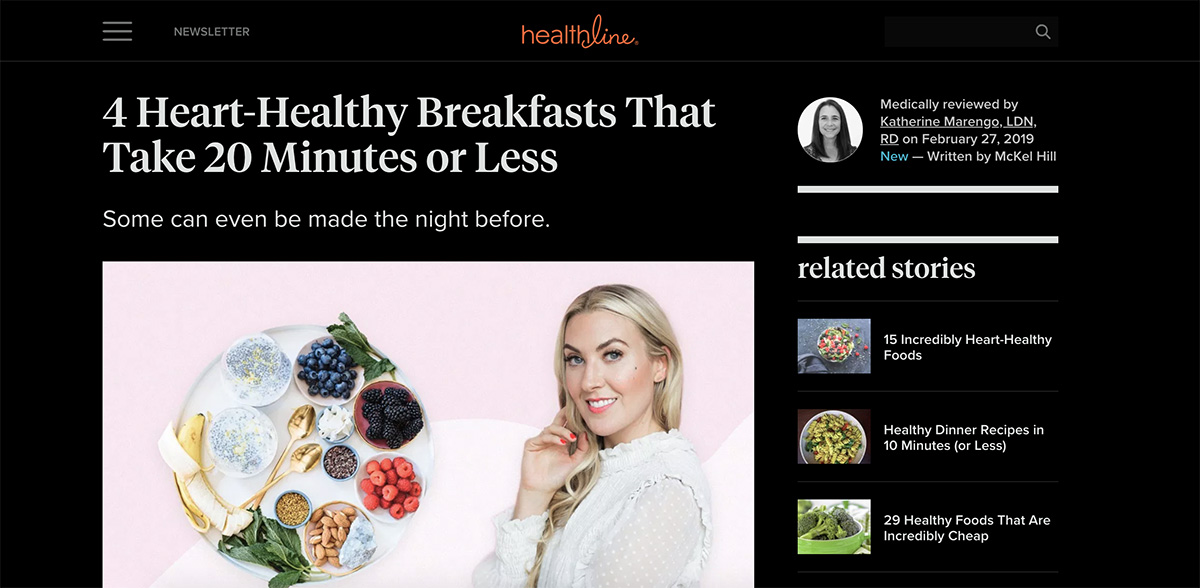 NEWSLETTER
healthline
4 Heart-Healthy Breakfasts That
Take 20 Minutes or Less
Some can even be made the night before.
Medically reviewed by
Katherine Marengo, LDN,
RD on February 27, 2019
New — Written by McKel Hill
related stories
15 Incredibly Heart-Healthy
Foods
Healthy Dinner Recipes in
10 Minutes (or Less)
29 Healthy Foods That Are
Incredibly Cheap